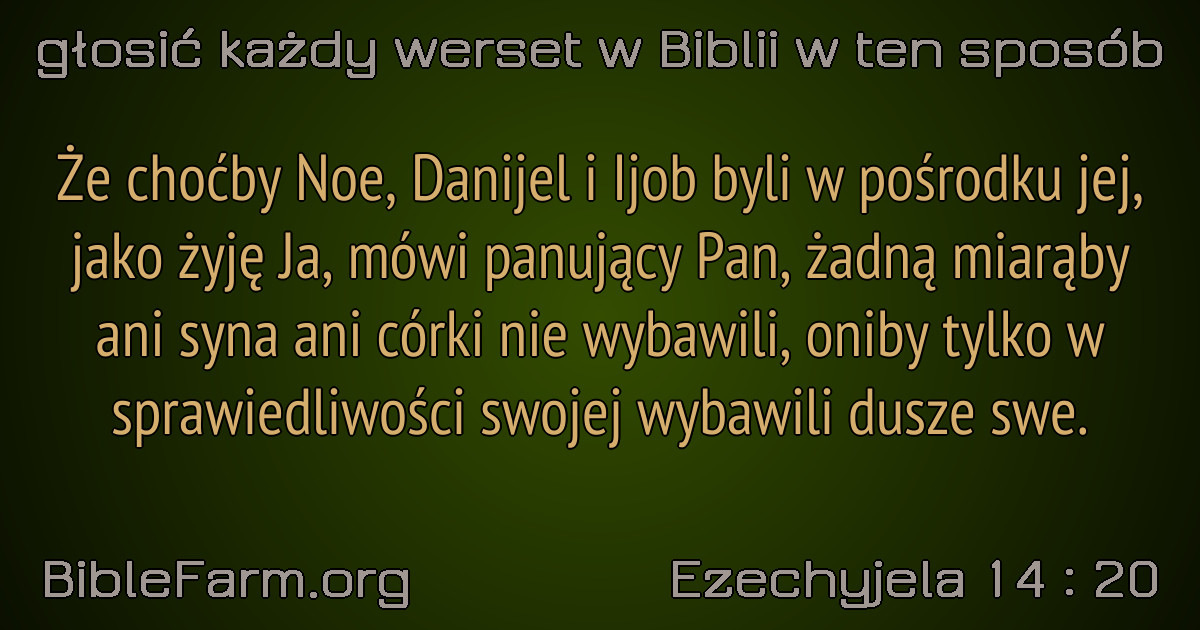 głosić każdy werset w Biblii w ten sposób
Że choćby Noe, Danijel i Ijob byli w pośrodku jej,
jako żyję Ja, mówi panujący Pan, żadną miarąby
ani syna ani córki nie wybawili, oniby tylko w
sprawiedliwości swojej wybawili dusze swe.
BibleFarm.org
Ezechyjela 14 : 20